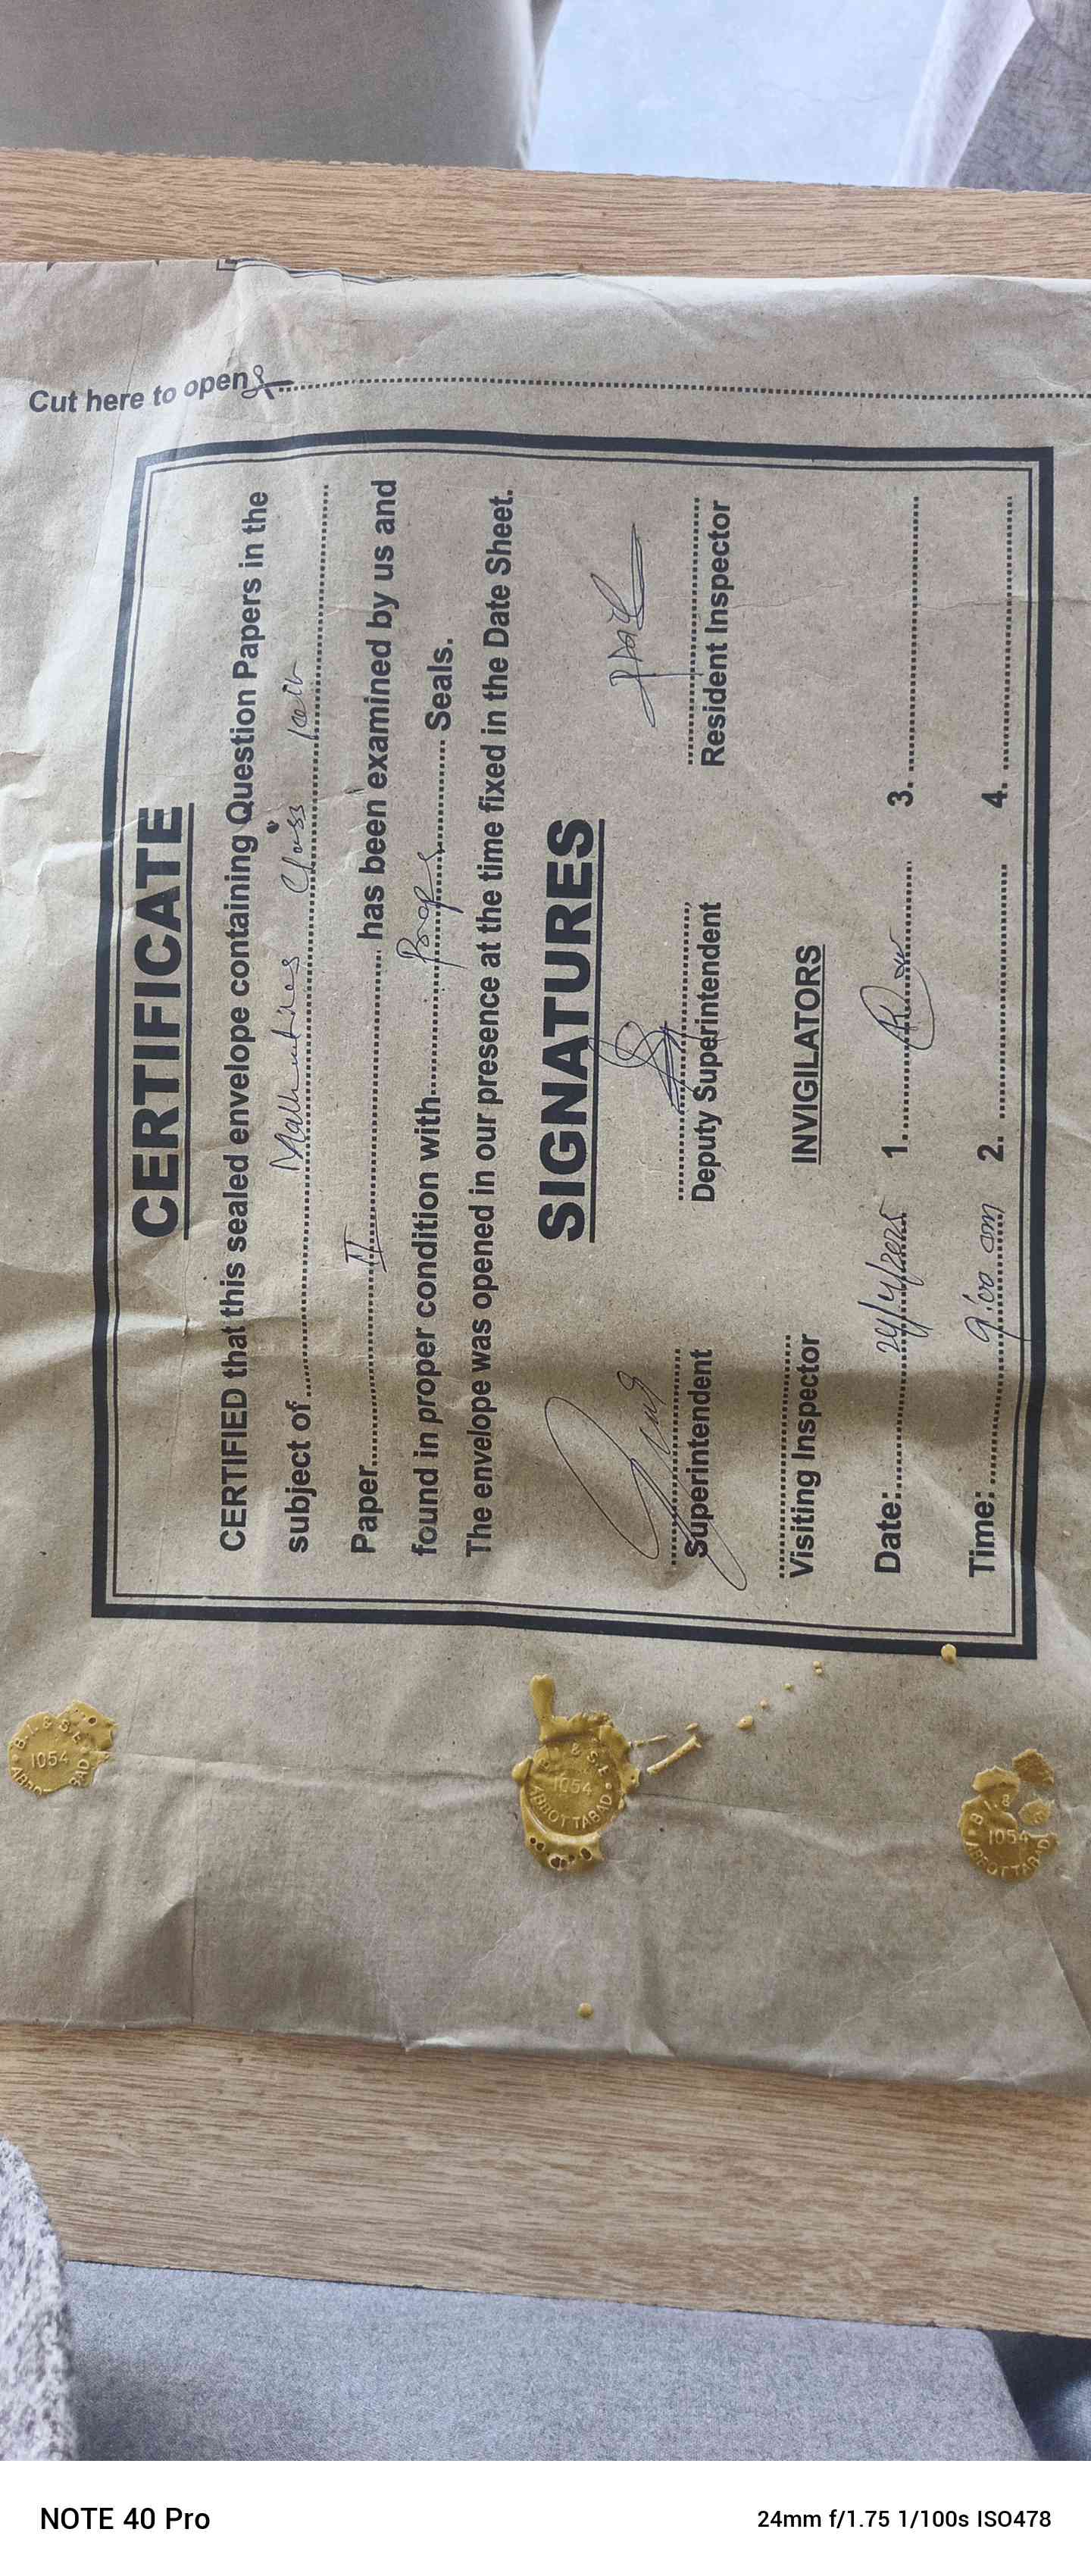 Cut here to open
CERTIFICATE
CERTIFIED that this sealed envelope containing Question Papers in the
subject of Class
Paper II has been examined by us and
found in proper condition with Seals.
The envelope was opened in our presence at the time fixed in the Date Sheet.
SIGNATURES
Superintendent Deputy Superintendent Resident Inspector
Visiting Inspector INVIGILATORS
Date: 24/4/2025 1. 3.
Time: 9:00 am 2. 4.
B.I. & S.E 1054 ABBOTTABAD
B.I & S.E 1054 ABBOTTABAD
B.I. & 1054 ABBOTTABAD
NOTE 40 Pro
24mm f/1.75 1/100s ISO478